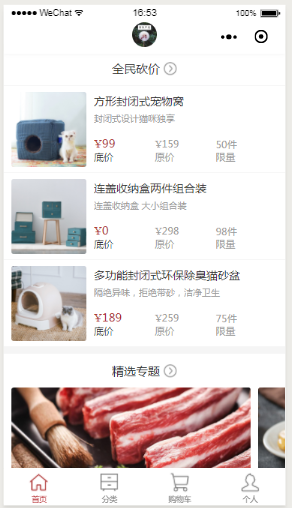 WeChat
16:53
100%
全民砍价
方形封闭式宠物窝
封闭式设计猫咪独享
¥99 ¥159 50件
底价 原价 限量
连盖收纳盒两件组合装
连盖收纳盒 大小组合装
¥0 ¥298 98件
底价 原价 限量
多功能封闭式环保除臭猫砂盆
隔绝异味，拒绝带砂，洁净卫生
¥189 ¥259 75件
底价 原价 限量
精选专题
首页 分类 购物车 个人